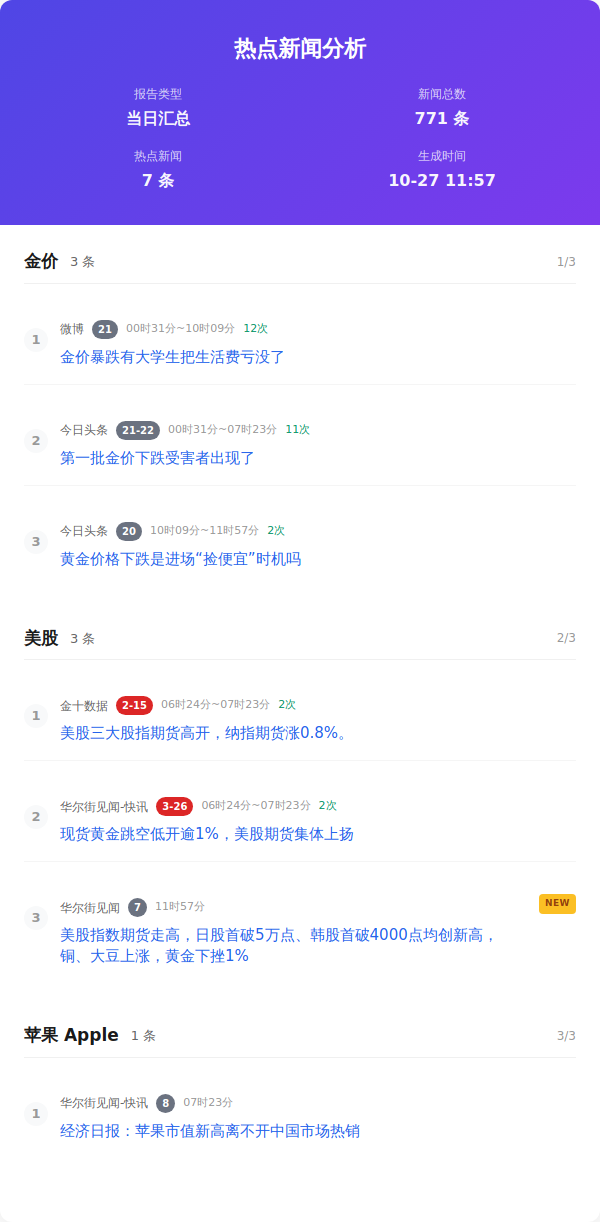 热点新闻分析
报告类型
新闻总数
当日汇总
771 条
热点新闻
生成时间
7 条
10-27 11:57
金价 3 条 1/3
1
微博 21 00时31分~10时09分 12次
金价暴跌有大学生把生活费亏没了
2
今日头条 21-22 00时31分~07时23分 11次
第一批金价下跌受害者出现了
3
今日头条 20 10时09分~11时57分 2次
黄金价格下跌是进场“捡便宜”时机吗
美股 3 条 2/3
1
金十数据 2-15 06时24分~07时23分 2次
美股三大股指期货高开，纳指期货涨0.8%。
2
华尔街见闻-快讯 3-26 06时24分~07时23分 2次
现货黄金跳空低开逾1%，美股期货集体上扬
3
华尔街见闻 7 11时57分 NEW
美股指数期货走高，日股首破5万点、韩股首破4000点均创新高，
铜、大豆上涨，黄金下挫1%
苹果 Apple 1 条 3/3
1
华尔街见闻-快讯 8 07时23分
经济日报：苹果市值新高离不开中国市场热销